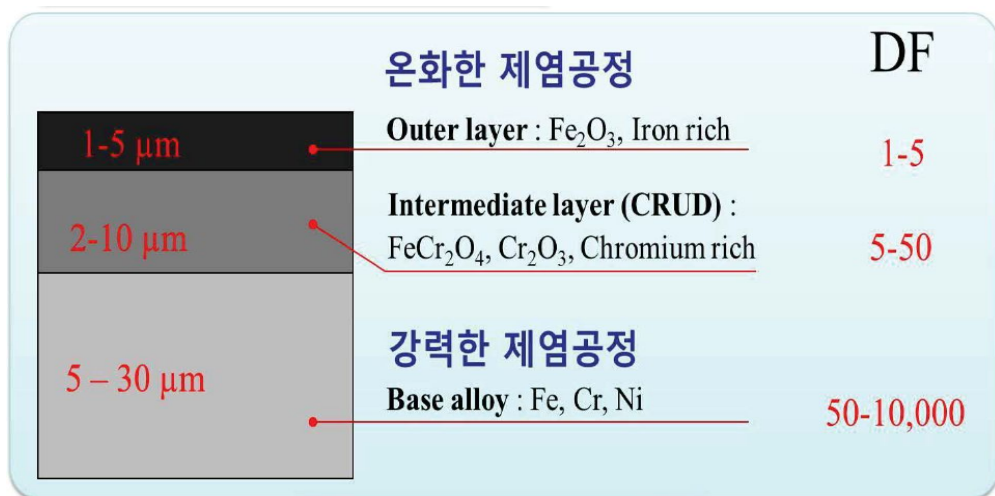 온화한 제염공정
DF
1-5 μm
Outer layer : Fe₂O₃, Iron rich
1-5
Intermediate layer (CRUD) :
2-10 μm
FeCr₂O₄, Cr₂O₃, Chromium rich
5-50
강력한 제염공정
5 – 30 μm
Base alloy : Fe, Cr, Ni
50-10,000